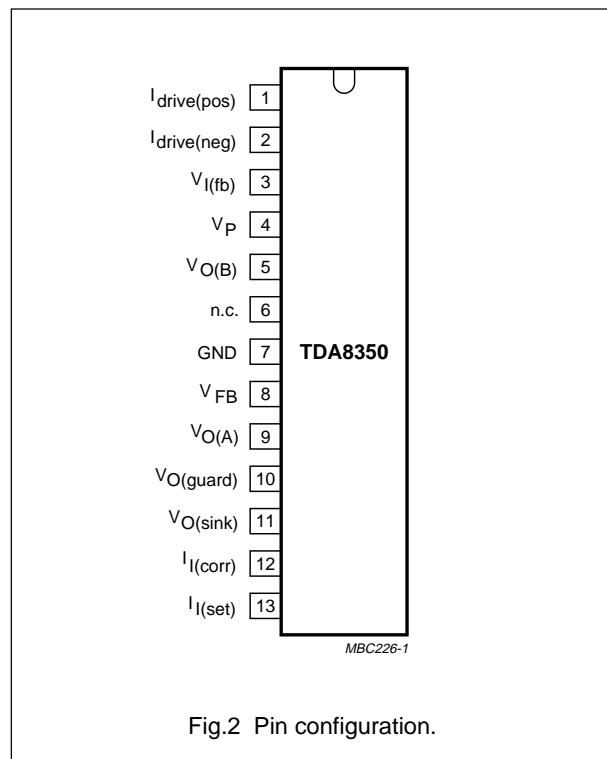 I drive(pos) 1
I drive(neg) 2
V I(fb) 3
V P 4
V O(B) 5
n.c. 6
GND 7
TDA8350
V FB 8
V O(A) 9
V O(guard) 10
V O(sink) 11
I I(corr) 12
I I(set) 13
MBC226-1
Fig.2 Pin configuration.